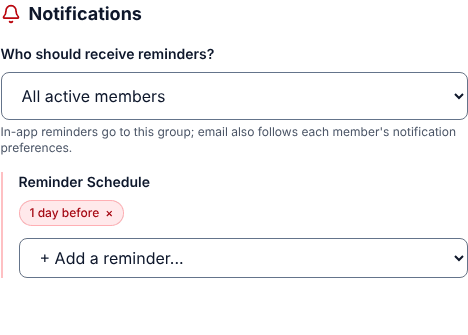 Notifications
Who should receive reminders?
All active members
In-app reminders go to this group; email also follows each member's notification
preferences.
Reminder Schedule
1 day before ×
+ Add a reminder...